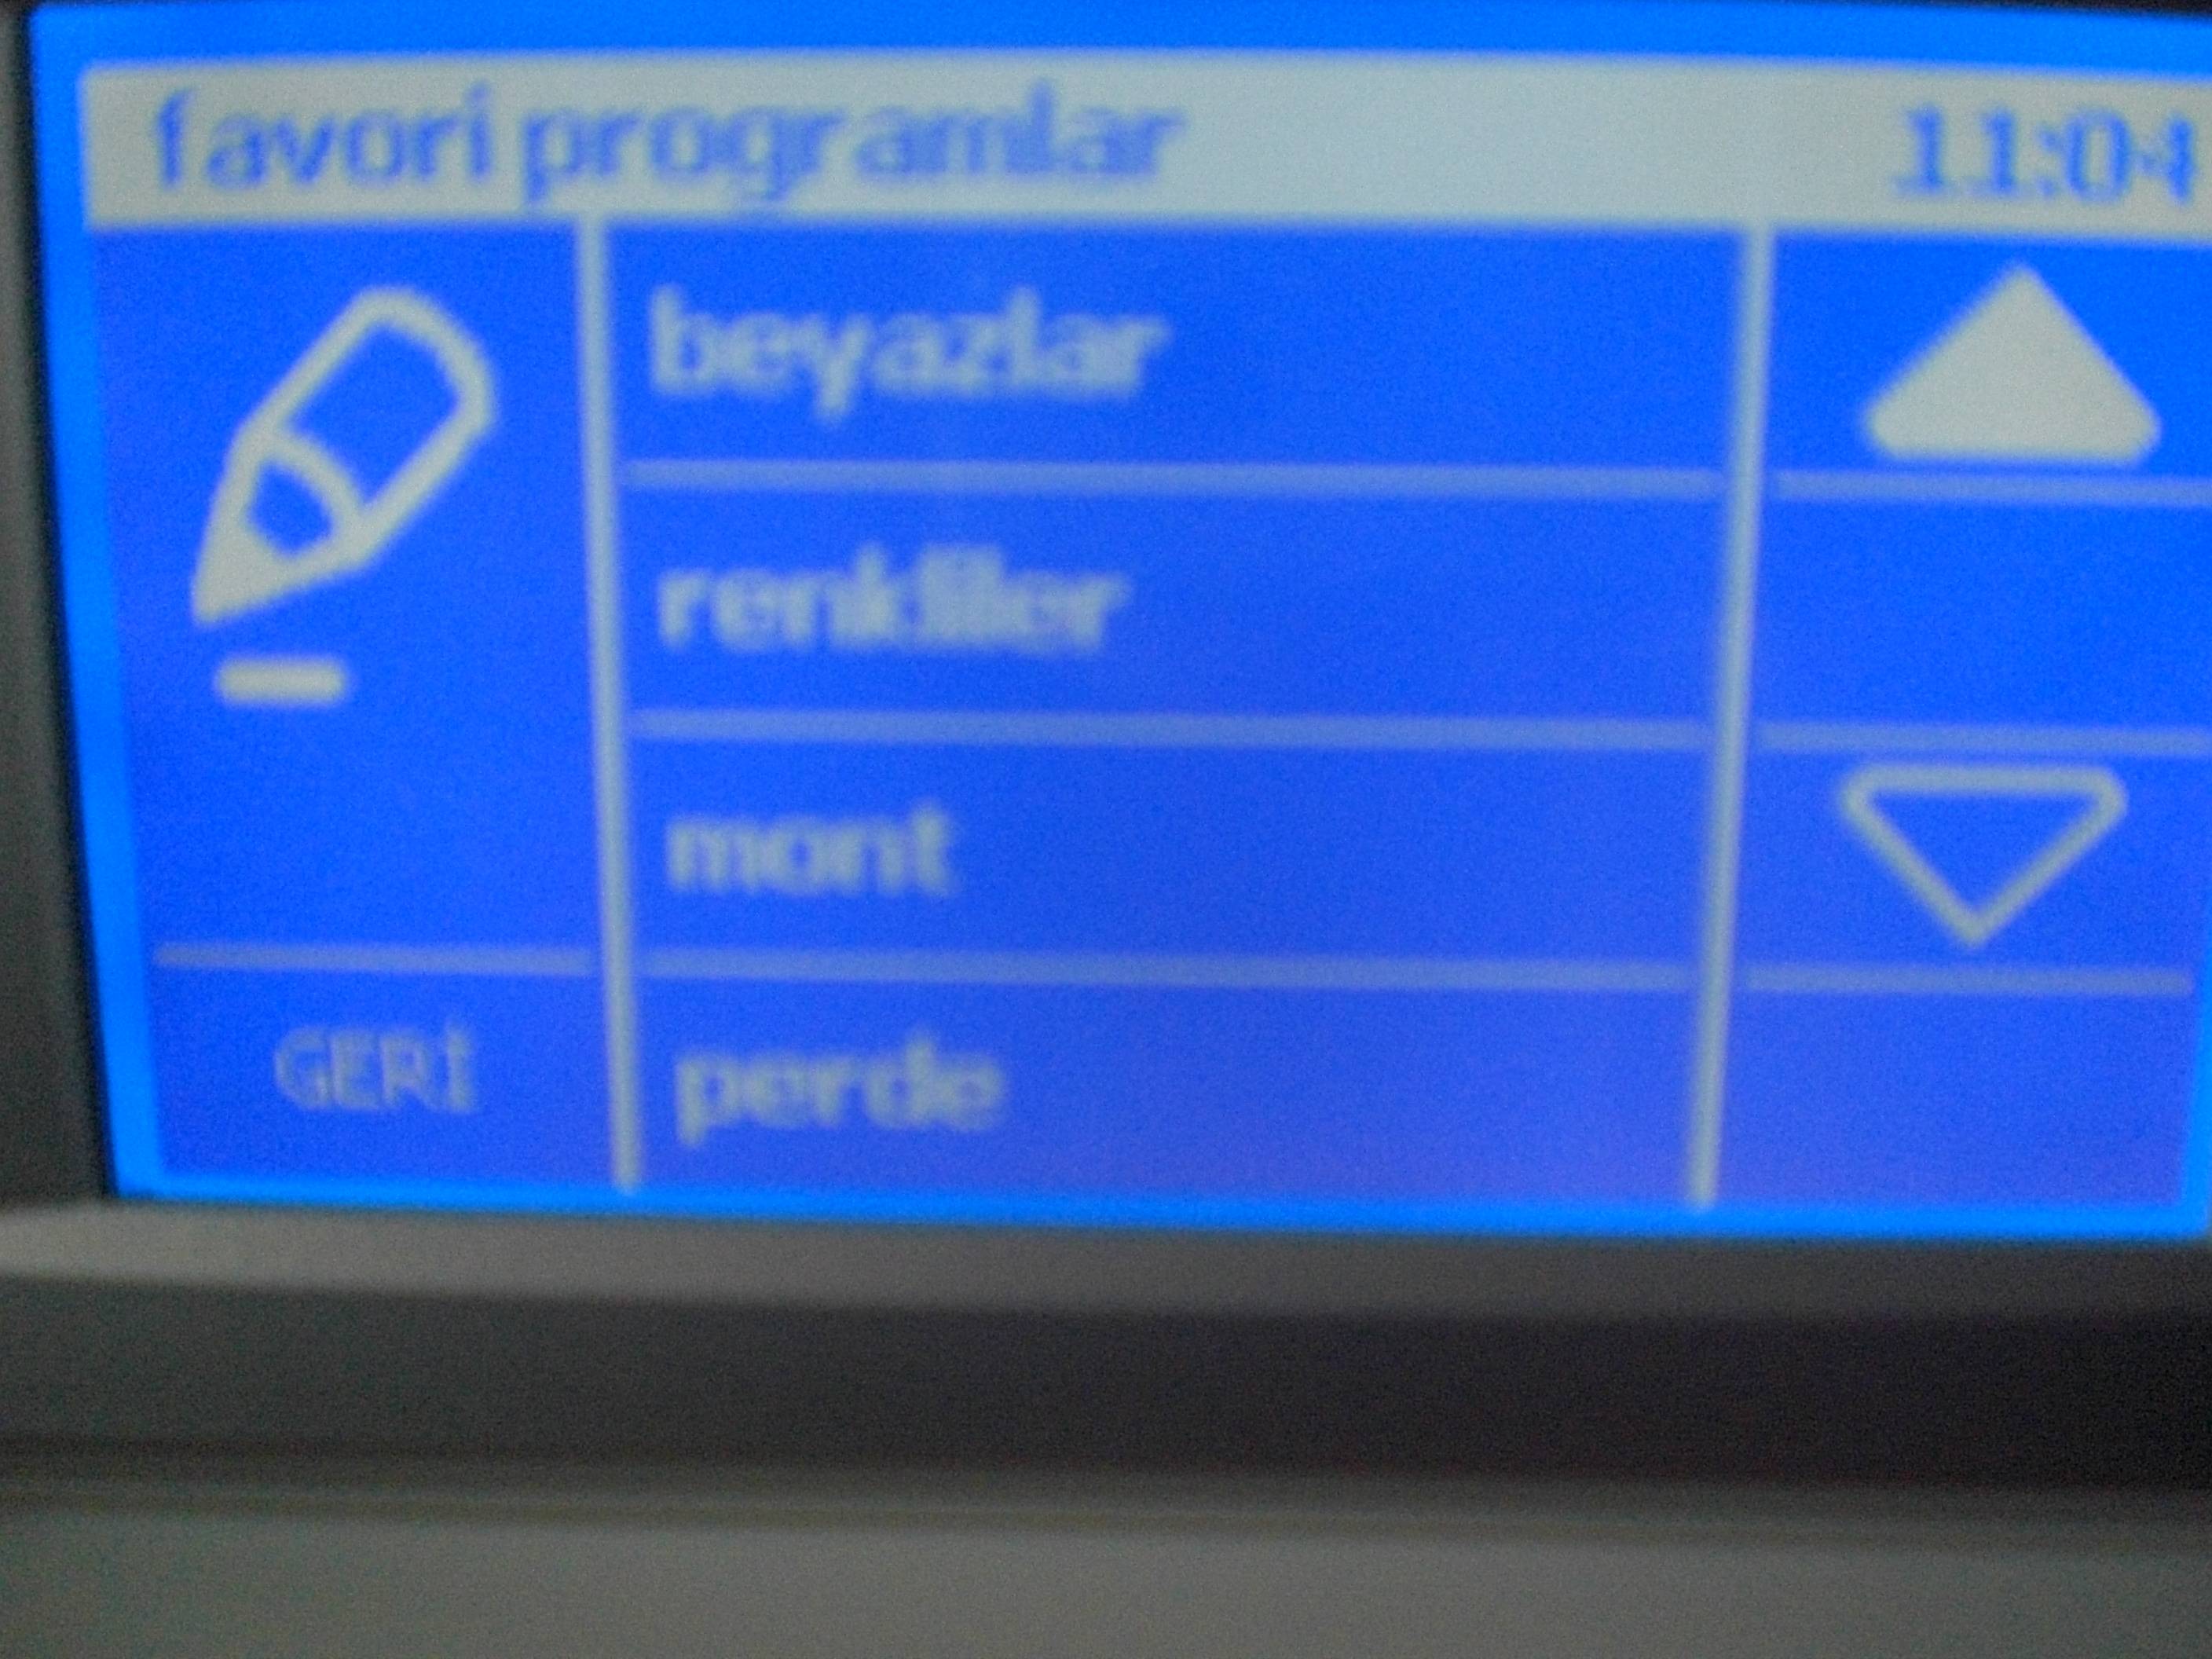 favori programlar 11:04
beyazlar
renkliler
mont
GERİ perde